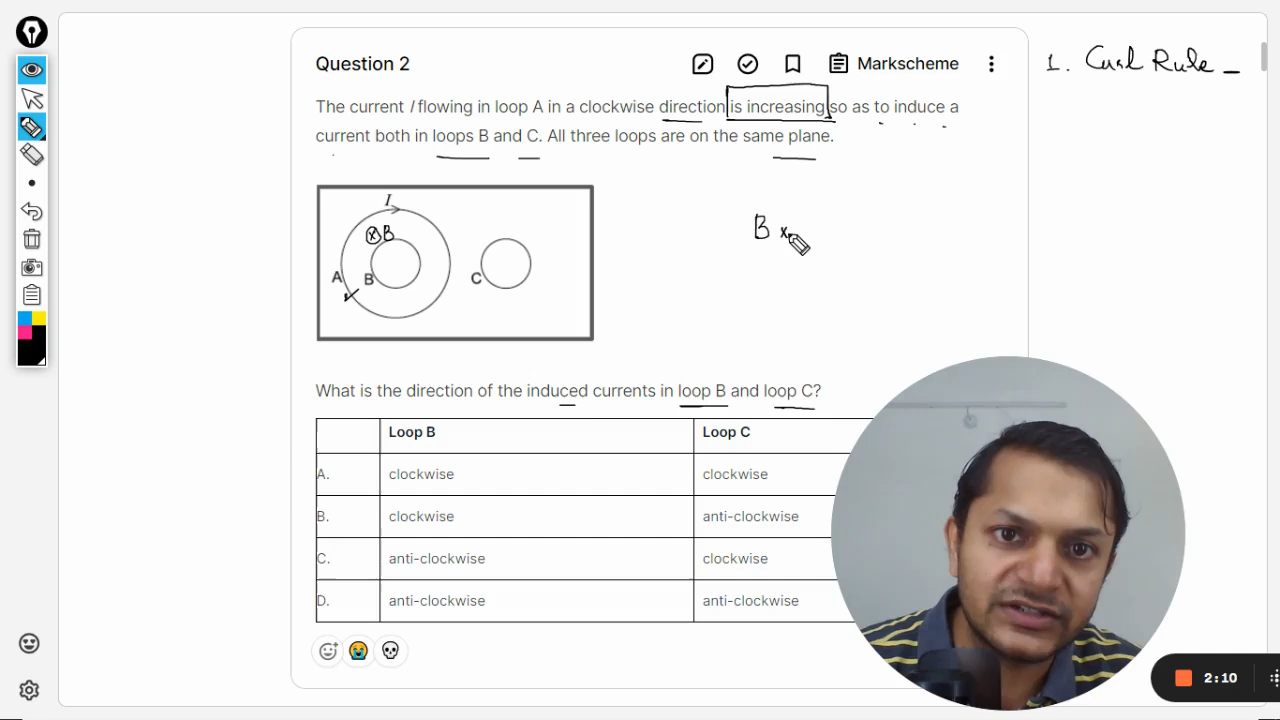 Question 2
Markscheme
1. Curl Rule _
The current I flowing in loop A in a clockwise direction is increasing so as to induce a
current both in loops B and C. All three loops are on the same plane.
I
x B
A
B
C
B x
What is the direction of the induced currents in loop B and loop C?
Loop B Loop C
A. clockwise clockwise
B. clockwise anti-clockwise
C. anti-clockwise clockwise
D. anti-clockwise anti-clockwise
2:10